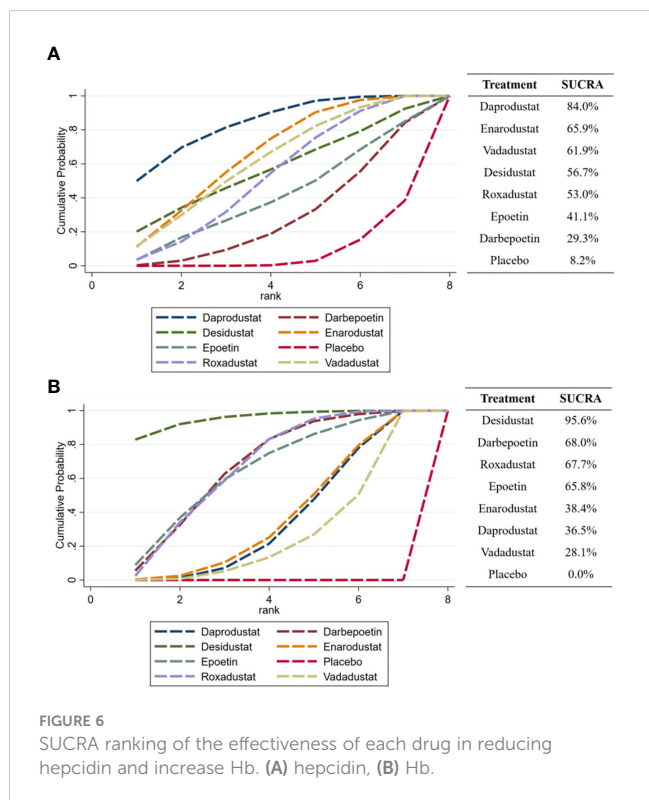 A
Cumulative Probability
1
.8
.6
.4
.2
0
0 2 4 6 8
rank
Daprodustat Darbepoetin
Desidustat Enarodustat
Epoetin Placebo
Roxadustat Vadadustat
Treatment SUCRA
Daprodustat 84.0%
Enarodustat 65.9%
Vadadustat 61.9%
Desidustat 56.7%
Roxadustat 53.0%
Epoetin 41.1%
Darbepoetin 29.3%
Placebo 8.2%
B
Cumulative Probability
1
.8
.6
.4
.2
0
0 2 4 6 8
rank
Daprodustat Darbepoetin
Desidustat Enarodustat
Epoetin Placebo
Roxadustat Vadadustat
Treatment SUCRA
Desidustat 95.6%
Darbepoetin 68.0%
Roxadustat 67.7%
Epoetin 65.8%
Enarodustat 38.4%
Daprodustat 36.5%
Vadadustat 28.1%
Placebo 0.0%
FIGURE 6
SUCRA ranking of the effectiveness of each drug in reducing
hepcidin and increase Hb. (A) hepcidin, (B) Hb.